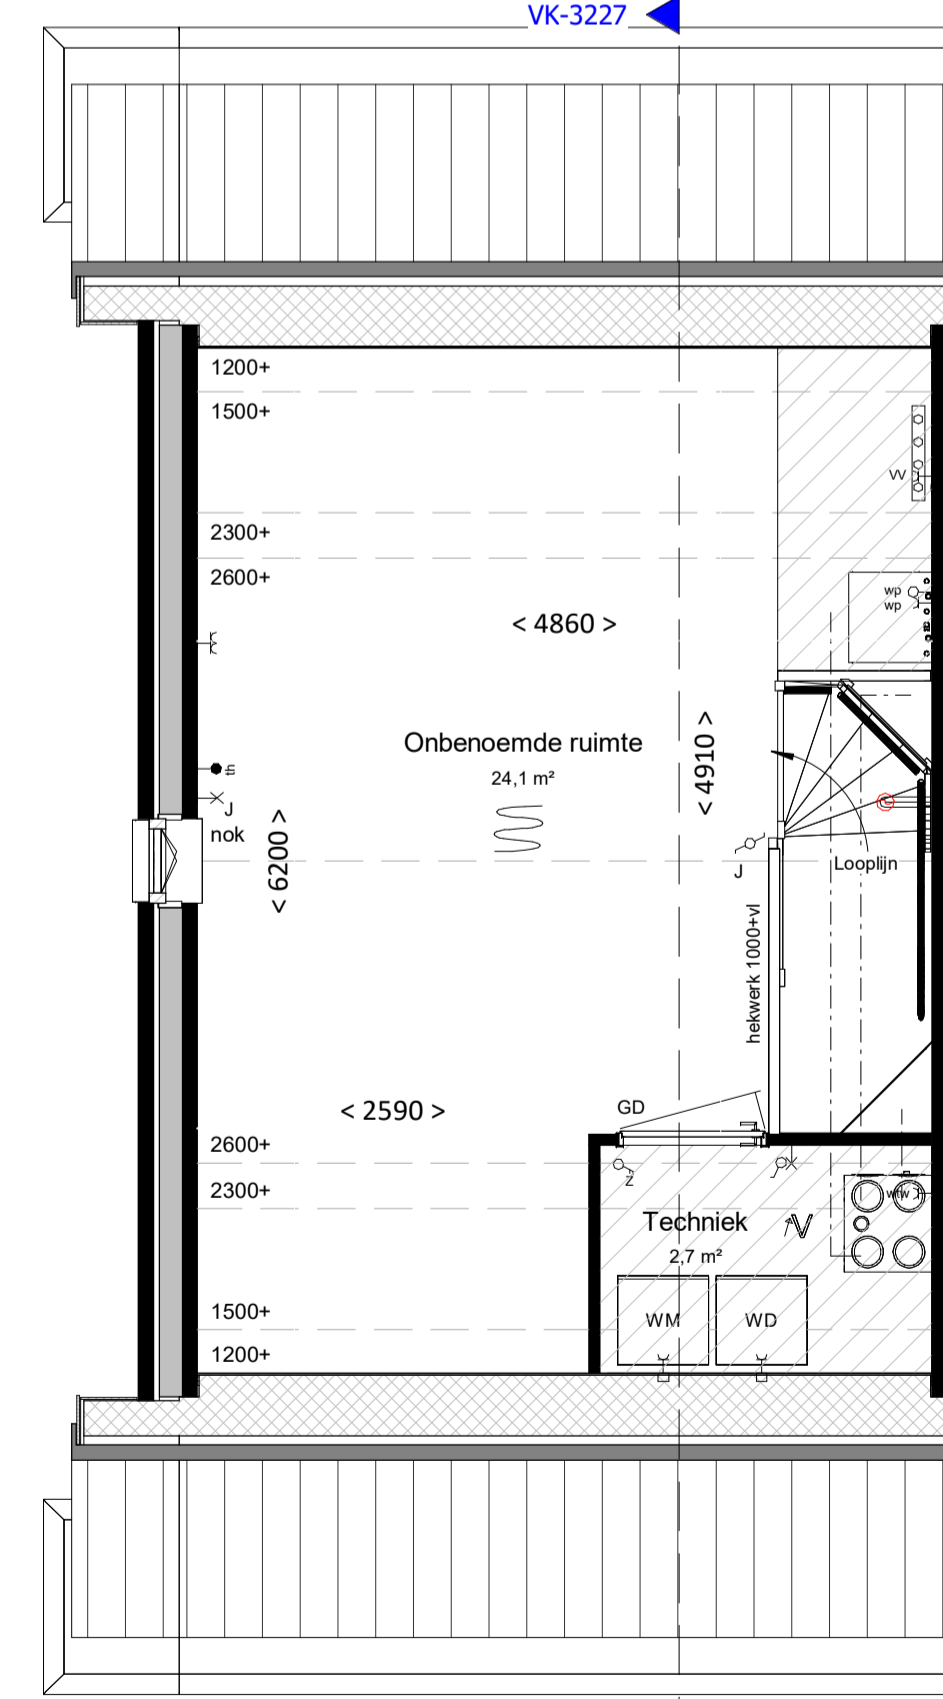 VK-3227
1200+
1500+
VV
2300+
2600+
wp
wp
< 4860 >
Onbenoemde ruimte
24,1 m²
< 4910 >
th
J
nok
< 6200 >
J
Looplijn
hekwerk 1000+vl
< 2590 >
GD
2600+
2300+
Z
wtw
Techniek
2,7 m²
V
1500+
1200+
WM
WD